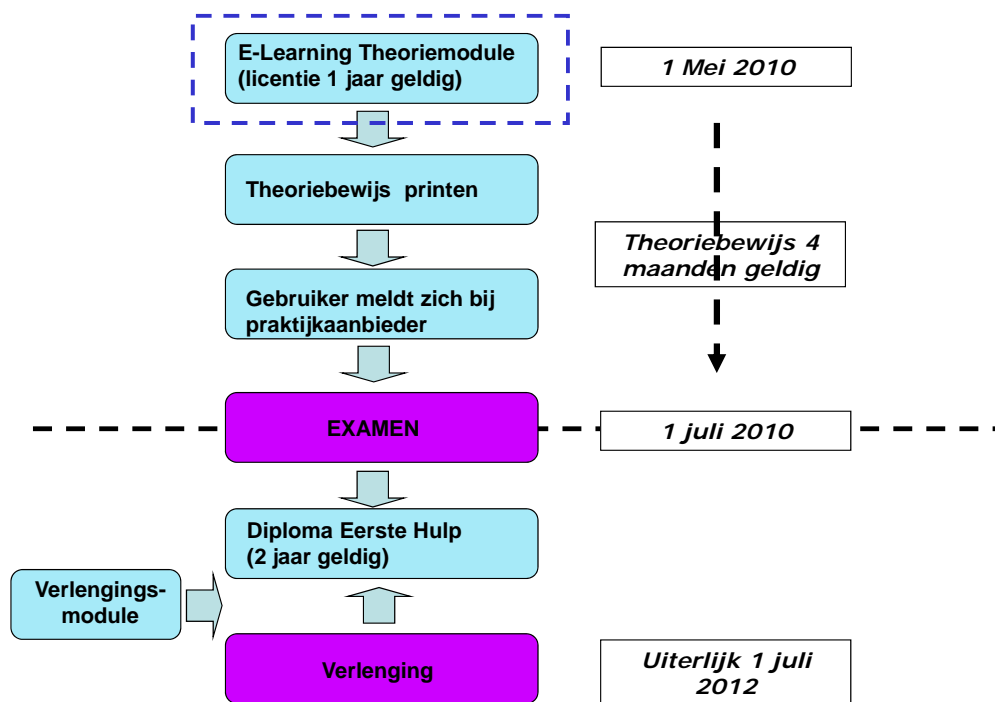 E-Learning Theoriemodule
(licentie 1 jaar geldig)
1 Mei 2010
Theoriebewijs printen
Theoriebewijs 4
maanden geldig
Gebruiker meldt zich bij
praktijkaanbieder
EXAMEN
1 juli 2010
Diploma Eerste Hulp
(2 jaar geldig)
Verlengings-
module
Verlenging
Uiterlijk 1 juli
2012